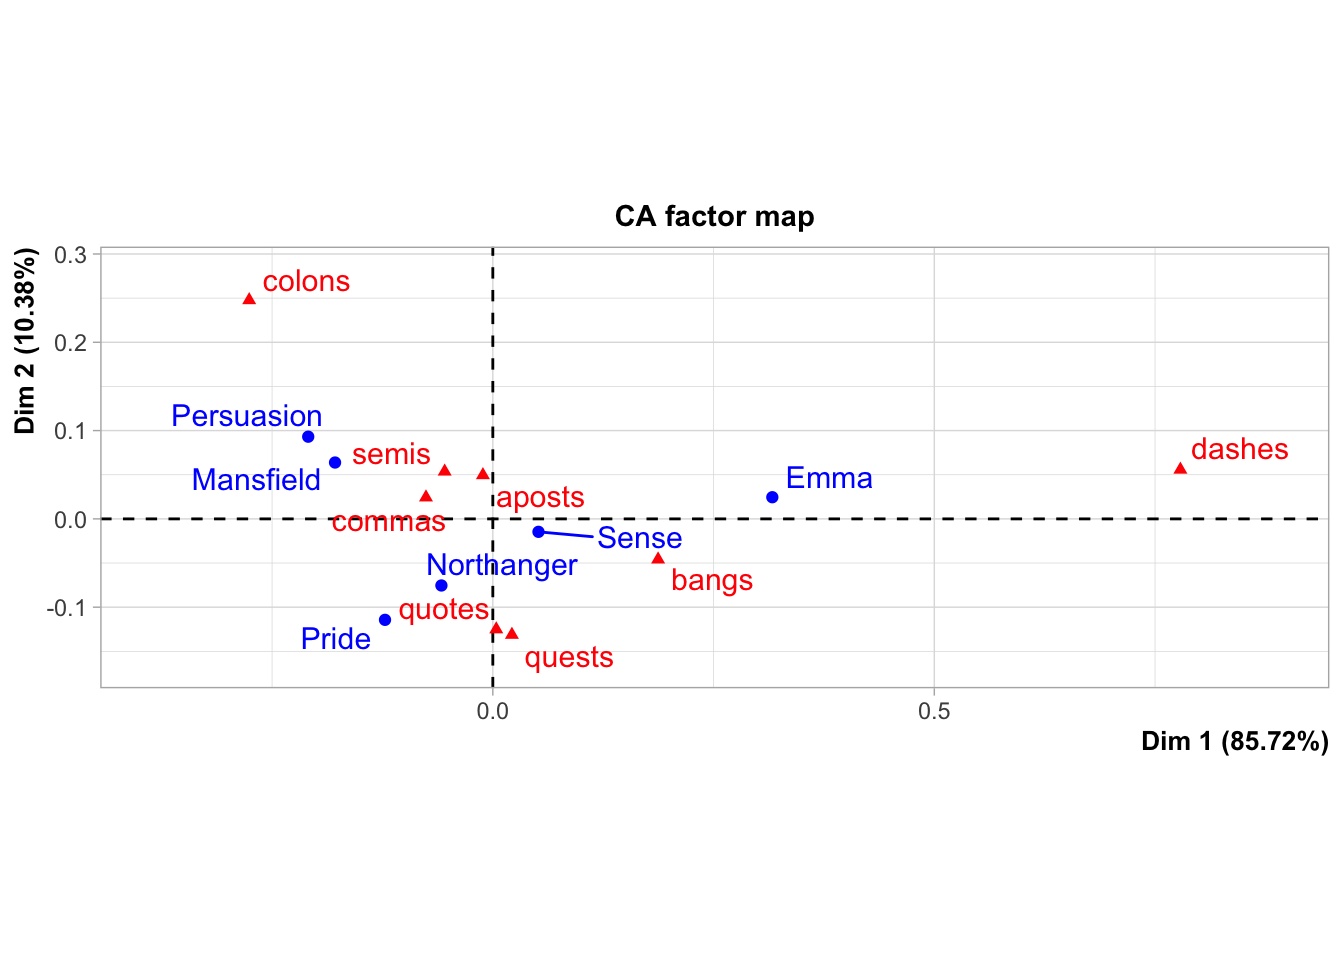 CA factor map
Dim 2 (10.38%)
0.3
0.2
0.1
0.0
-0.1
colons
Persuasion
Mansfield
semis
aposts
commas
Emma
dashes
Sense
Northanger
bangs
quotes
Pride
quests
0.0
0.5
Dim 1 (85.72%)